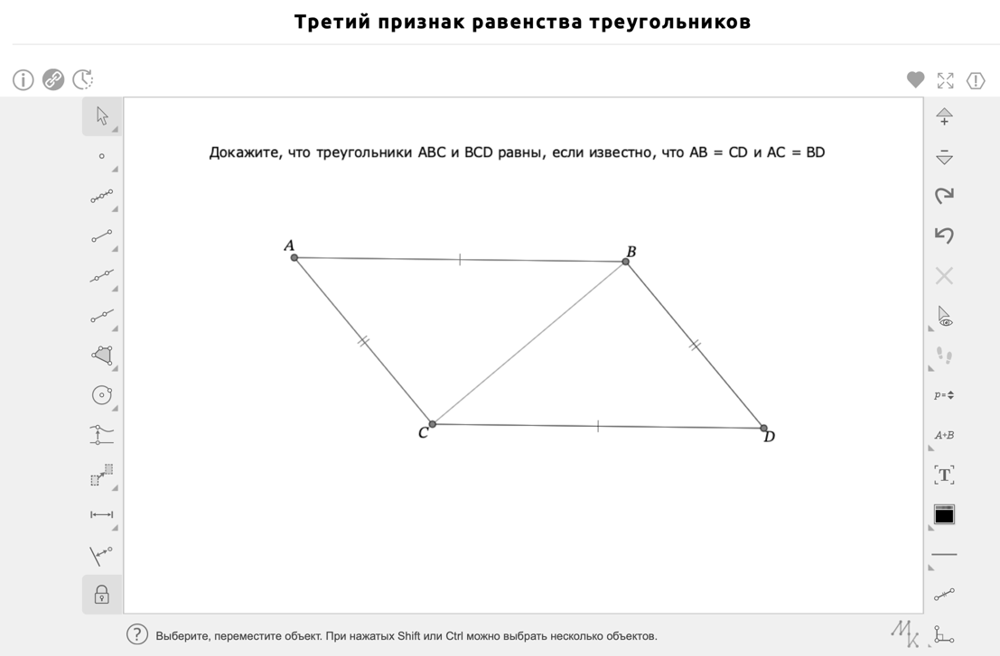 Третий признак равенства треугольников
Докажите, что треугольники ABC и BCD равны, если известно, что AB = CD и AC = BD
A
B
C
D
p=
A+B
T
MK
? Выберите, переместите объект. При нажатых Shift или Ctrl можно выбрать несколько объектов.